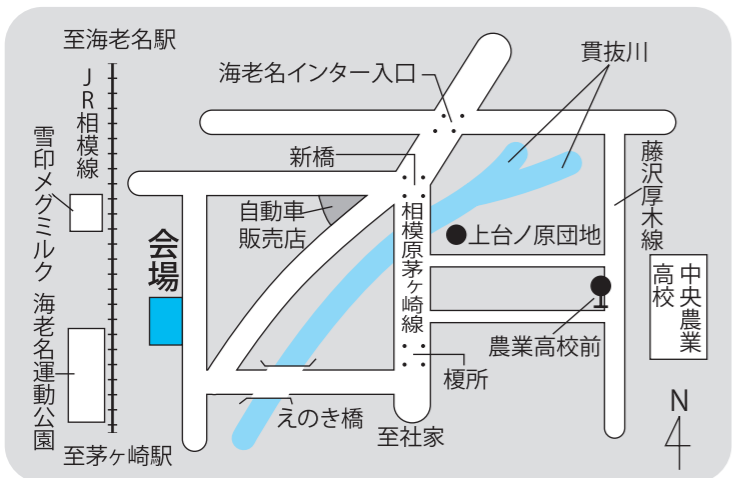 至海老名駅
JR相模線
雪印メグミルク
海老名インター入口
貫抜川
新橋
藤沢厚木線
自動車
販売店
相模原茅ヶ崎線
上台ノ原団地
会場
中央農業
高校
海老名運動公園
農業高校前
榎所
えのき橋
至社家
至茅ヶ崎駅
N